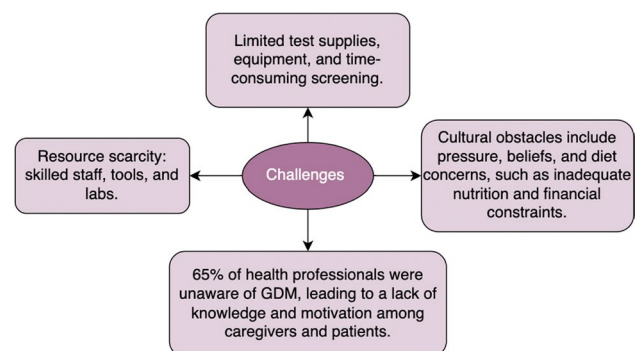 Limited test supplies,
equipment, and time-
consuming screening.
Resource scarcity:
skilled staff, tools, and
labs.
Challenges
Cultural obstacles include
pressure, beliefs, and diet
concerns, such as inadequate
nutrition and financial
constraints.
65% of health professionals were
unaware of GDM, leading to a lack of
knowledge and motivation among
caregivers and patients.